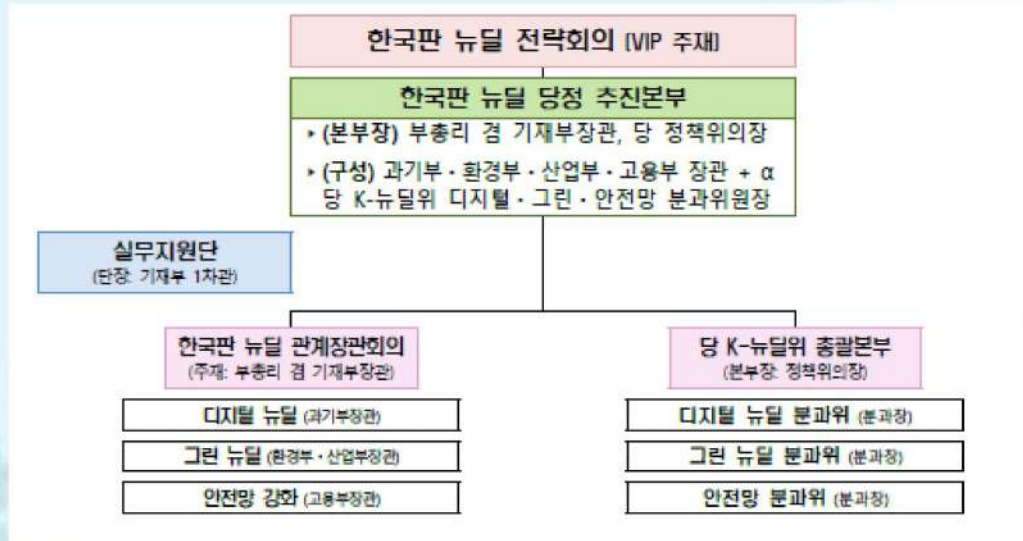 한국판 뉴딜 전략회의 [VIP 주재]
한국판 뉴딜 당정 추진본부
▸ (본부장) 부총리 겸 기재부장관, 당 정책위의장
▸ (구성) 과기부·환경부·산업부·고용부 장관 + α
당 K-뉴딜위 디지털·그린·안전망 분과위원장
실무지원단
(단장: 기재부 1차관)
한국판 뉴딜 관계장관회의
(주재: 부총리 겸 기재부장관)
디지털 뉴딜 (과기부장관)
그린 뉴딜 (환경부·산업부장관)
안전망 강화 (고용부장관)
당 K-뉴딜위 총괄본부
(본부장: 정책위의장)
디지털 뉴딜 분과위 (분과장)
그린 뉴딜 분과위 (분과장)
안전망 분과위 (분과장)